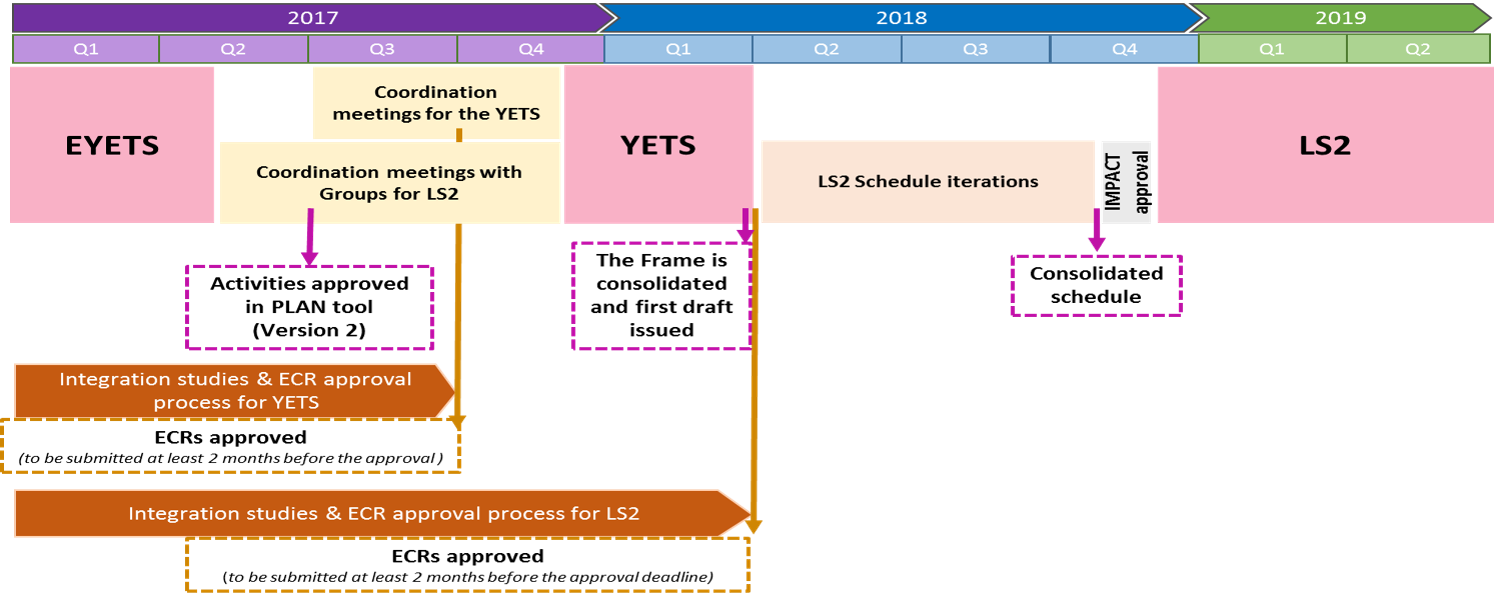 2017
2018
2019
Q1
Q2
Q3
Q4
Q1
Q2
Q3
Q4
Q1
Q2
EYETS
Coordination
meetings for the YETS
Coordination meetings with
Groups for LS2
YETS
LS2 Schedule iterations
IMPACT
approval
LS2
Activities approved
in PLAN tool
(Version 2)
The Frame is
consolidated
and first draft
issued
Consolidated
schedule
Integration studies & ECR approval
process for YETS
ECRs approved
(to be submitted at least 2 months before the approval )
Integration studies & ECR approval process for LS2
ECRs approved
(to be submitted at least 2 months before the approval deadline)